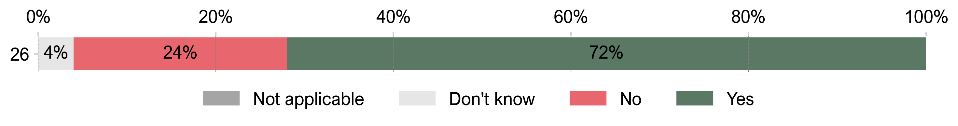 0% 20% 40% 60% 80% 100%
26 4% 24% 72%
Not applicable Don't know No Yes